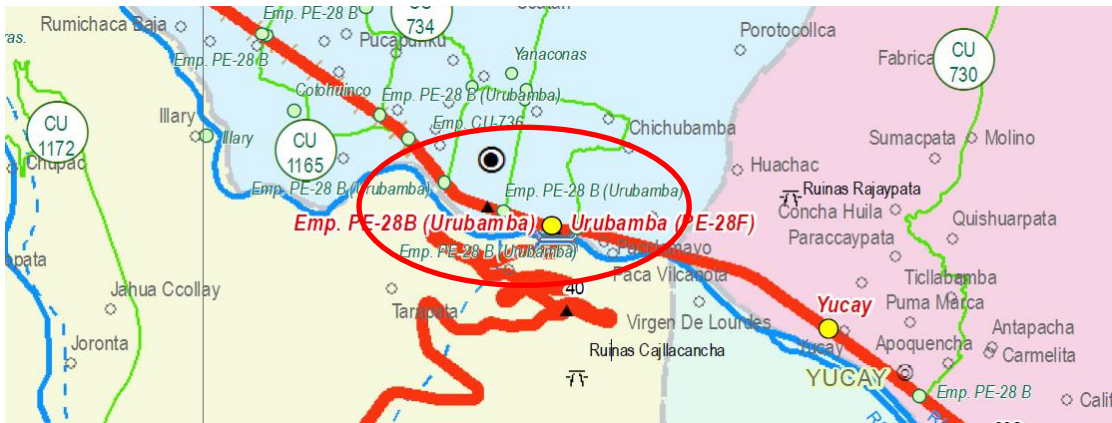 Rumichaca Baja
Emp. PE-28 B
CU
734
Porotocollca
ras.
Pucapunku
Yanaconas
Fabrica
CU
730
Emp. PE-28 B
Cotohuinco
Emp. PE-28 B (Urubamba)
Illary
Illary
Emp. CU-736
Chichubamba
Sumacpata
Molino
CU
1172
CU
1165
Chupac
Huachac
Emp. PE-28 B (Urubamba)
Emp. PE-28 B (Urubamba)
Ruinas Rajaypata
Concha Huila
Quishuarpata
Emp. PE-28B (Urubamba)
Urubamba (PE-28F)
Paraccaypata
Emp. PE-28 B (Urubamba)
opata
Paca Vilcanota
Ticllabamba
Jahua Ccollay
40
Yucay
Puma Marca
Tarapata
Virgen De Lourdes
Antapacha
Joronta
Ruinas Cajllacancha
Yucay
Apoquencha
Carmelita
YUCAY
Emp. PE-28 B
Calif